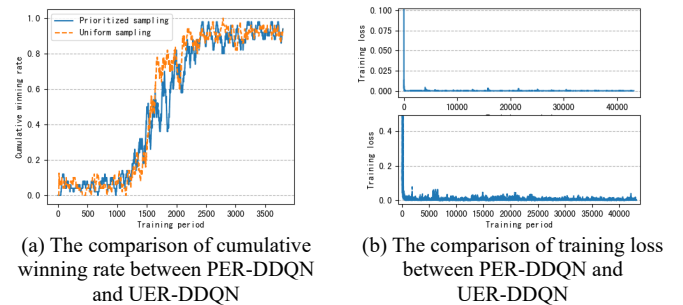 Prioritized sampling
Uniform sampling
Cumulative winning rate
1.0
0.8
0.6
0.4
0.2
0.0
0 500 1000 1500 2000 2500 3000 3500
Training period
(a) The comparison of cumulative
winning rate between PER-DDQN
and UER-DDQN
Training loss
0.100
0.075
0.050
0.025
0.000
0 10000 20000 30000 40000
Training loss
0.4
0.2
0.0
0 5000 10000 15000 20000 25000 30000 35000 40000
Training period
(b) The comparison of training loss
between PER-DDQN and
UER-DDQN